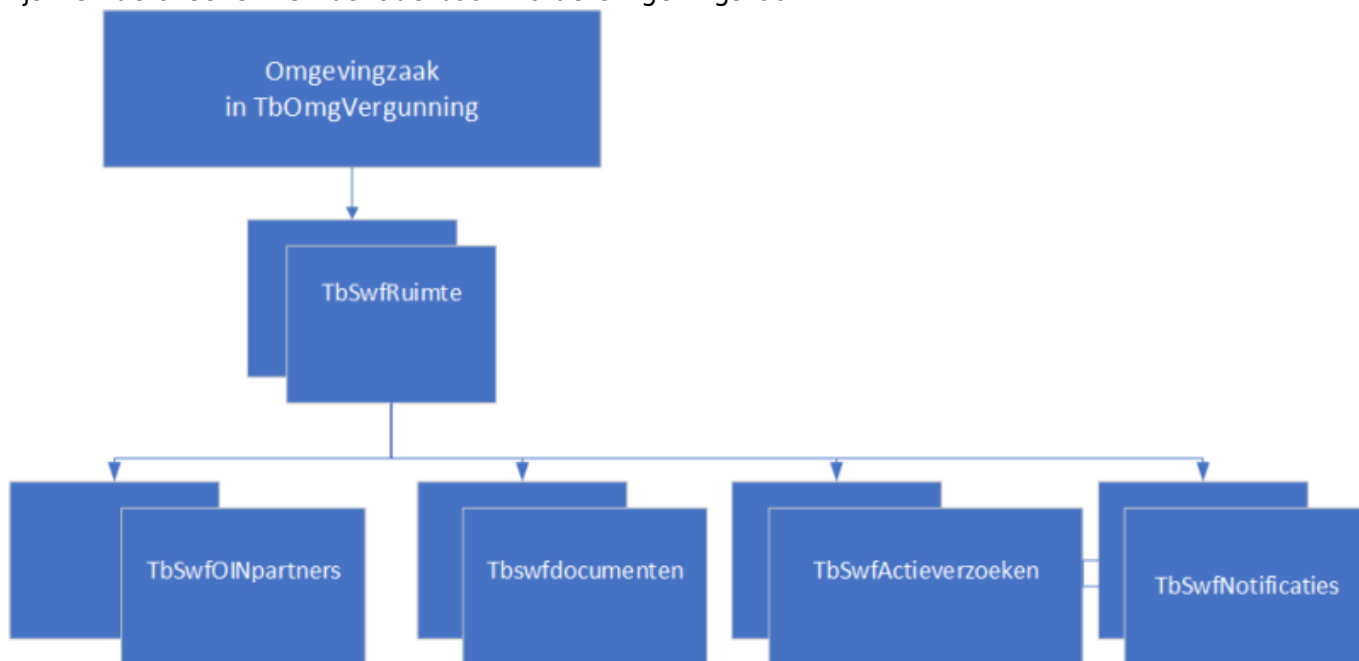 Omgevingzaak
in TbOmgVergunning
TbSwfRuimte
TbSwfOINpartners
Tbswfdocumenten
TbSwfActieverzoeken
TbSwfNotificaties